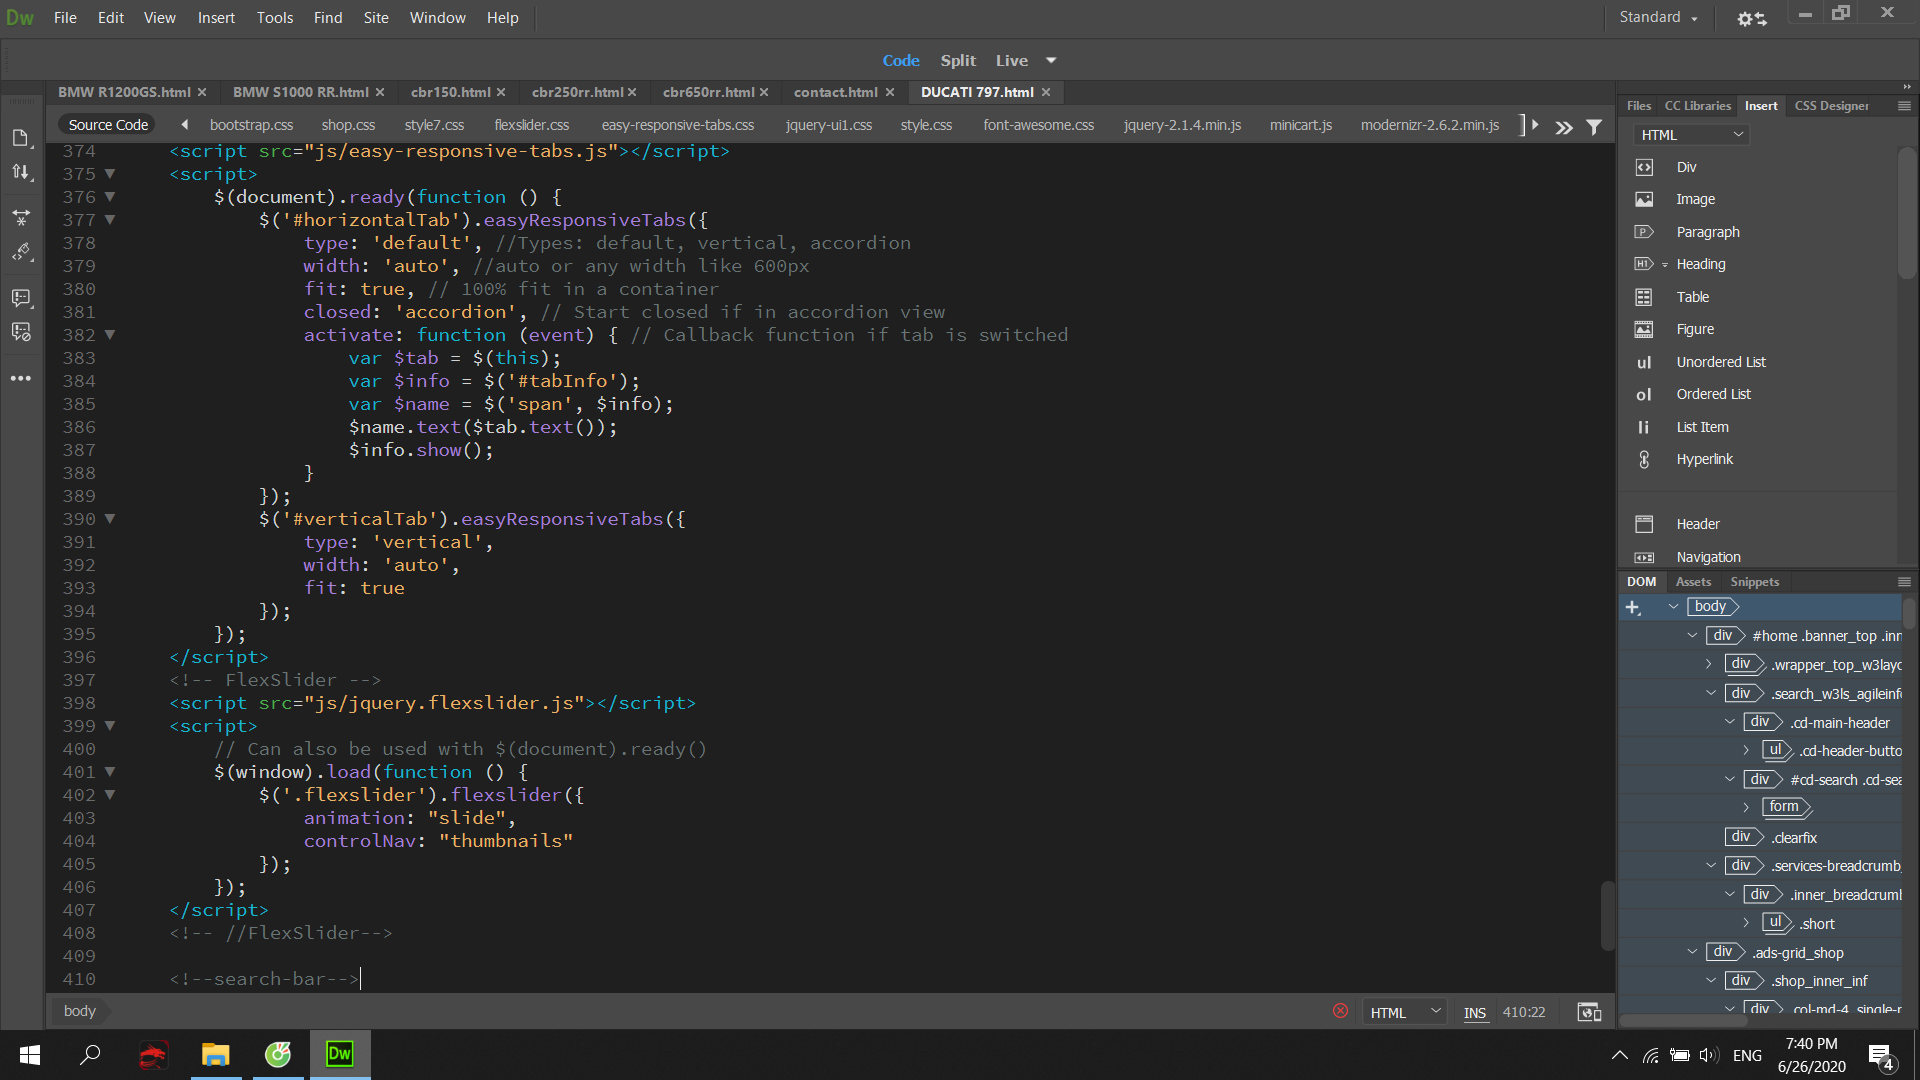 Dw File Edit View Insert Tools Find Site Window Help Standard
Code Split Live
BMW R1200GS.html BMW S1000 RR.html cbr150.html cbr250rr.html cbr650rr.html contact.html DUCATI 797.html
Source Code bootstrap.css shop.css style7.css flexslider.css easy-responsive-tabs.css jquery-ui1.css style.css font-awesome.css jquery-2.1.4.min.js minicart.js modernizr-2.6.2.min.js
374 <script src="js/easy-responsive-tabs.js"></script>
375 <script>
376 $(document).ready(function () {
377 $('#horizontalTab').easyResponsiveTabs({
378 type: 'default', //Types: default, vertical, accordion
379 width: 'auto', //auto or any width like 600px
380 fit: true, // 100% fit in a container
381 closed: 'accordion', // Start closed if in accordion view
382 activate: function (event) { // Callback function if tab is switched
383 var $tab = $(this);
384 var $info = $('#tabInfo');
385 var $name = $('span', $info);
386 $name.text($tab.text());
387 $info.show();
388 }
389 });
390 $('#verticalTab').easyResponsiveTabs({
391 type: 'vertical',
392 width: 'auto',
393 fit: true
394 });
395 });
396 </script>
397 <!-- FlexSlider -->
398 <script src="js/jquery.flexslider.js"></script>
399 <script>
400 // Can also be used with $(document).ready()
401 $(window).load(function () {
402 $('.flexslider').flexslider({
403 animation: "slide",
404 controlNav: "thumbnails"
405 });
406 });
407 </script>
408 <!-- //FlexSlider-->
409
410 <!--search-bar-->
body HTML INS 410:22
Files CC Libraries Insert CSS Designer
HTML
Div
Image
P Paragraph
H1 Heading
Table
Figure
ul Unordered List
ol Ordered List
li List Item
Hyperlink
Header
Navigation
DOM Assets Snippets
body
div #home .banner_top .inn
div .wrapper_top_w3layo
div .search_w3ls_agileinfo
div .cd-main-header
ul .cd-header-butto
div #cd-search .cd-sea
form
div .clearfix
div .services-breadcrumb_
div .inner_breadcrumb
ul .short
div .ads-grid_shop
div .shop_inner_inf
div .col-md-4 .single-r
Dw ENG 7:40 PM
6/26/2020 4